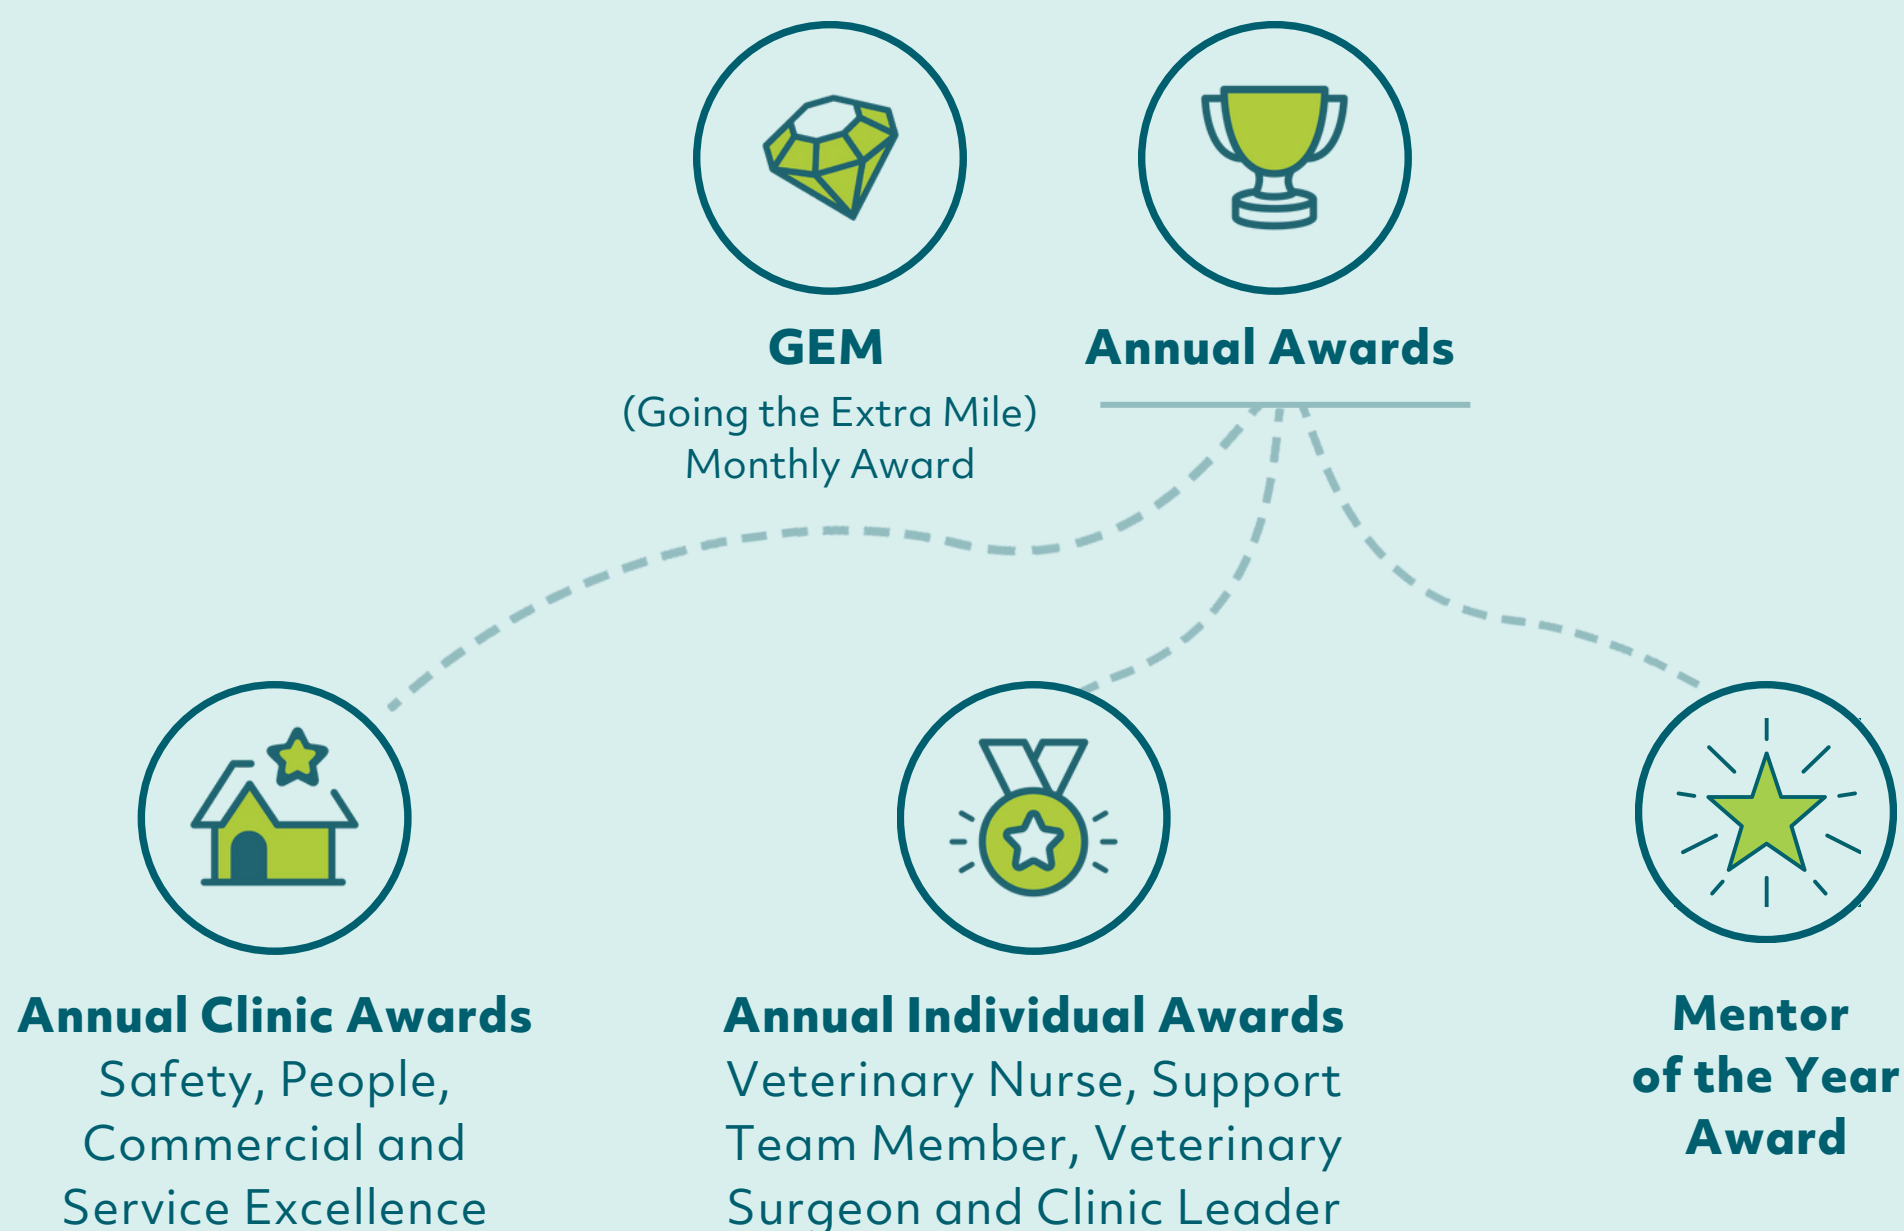 GEM
(Going the Extra Mile)
Monthly Award
Annual Awards
Annual Clinic Awards
Safety, People,
Commercial and
Service Excellence
Annual Individual Awards
Veterinary Nurse, Support
Team Member, Veterinary
Surgeon and Clinic Leader
Mentor
of the Year
Award